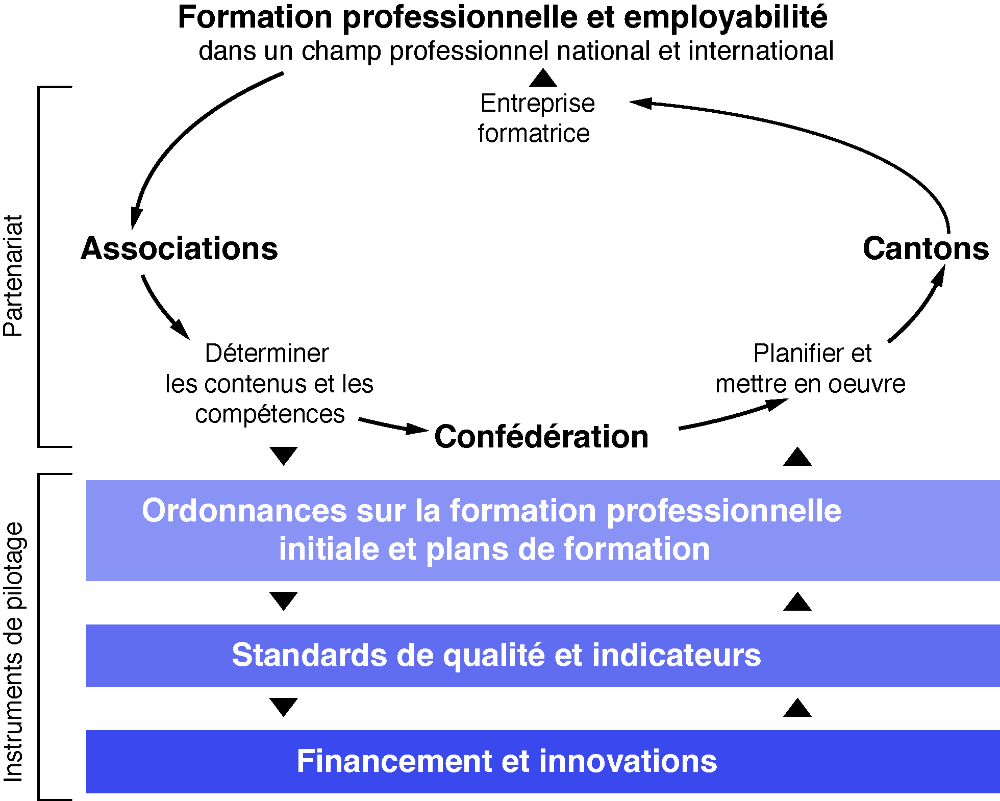 Formation professionnelle et employabilité
dans un champ professionnel national et international
Entreprise
formatrice
Partenariat
Associations
Cantons
Déterminer
les contenus et les
compétences
Planifier et
mettre en oeuvre
Confédération
Instruments de pilotage
Ordonnances sur la formation professionnelle
initiale et plans de formation
Standards de qualité et indicateurs
Financement et innovations